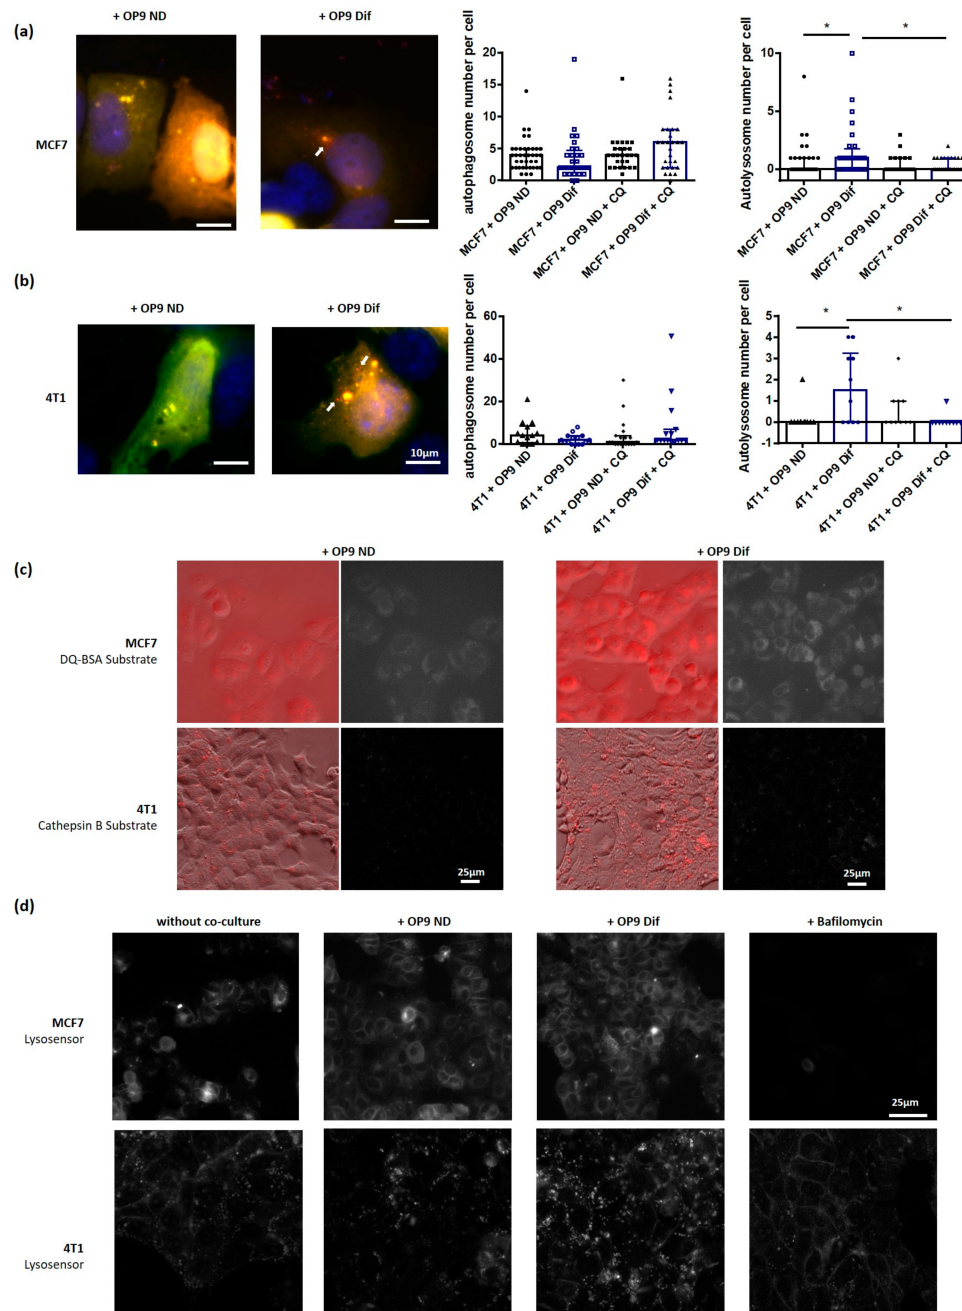 (a)
+ OP9 ND
+ OP9 Dif
MCF7
autophagosome number per cell
20
15
10
5
0
MCF7 + OP9 ND
MCF7 + OP9 Dif
MCF7 + OP9 ND + CQ
MCF7 + OP9 Dif + CQ
Autolysosome number per cell
10
5
0
*
*
MCF7 + OP9 ND
MCF7 + OP9 Dif
MCF7 + OP9 ND + CQ
MCF7 + OP9 Dif + CQ
(b)
+ OP9 ND
+ OP9 Dif
4T1
10μm
autophagosome number per cell
60
40
20
0
4T1 + OP9 ND
4T1 + OP9 Dif
4T1 + OP9 ND + CQ
4T1 + OP9 Dif + CQ
Autolysosome number per cell
5
4
3
2
1
0
-1
*
*
4T1 + OP9 ND
4T1 + OP9 Dif
4T1 + OP9 ND + CQ
4T1 + OP9 Dif + CQ
(c)
+ OP9 ND
+ OP9 Dif
MCF7
DQ-BSA Substrate
4T1
Cathepsin B Substrate
25μm
25μm
(d)
without co-culture
+ OP9 ND
+ OP9 Dif
+ Bafilomycin
MCF7
Lysosensor
25μm
4T1
Lysosensor